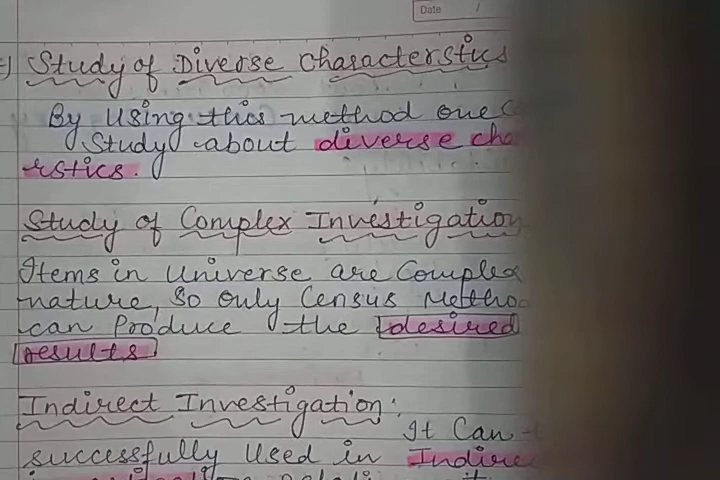 Date /
Study of Diverse Characterstics
By Using this method one
Study about diverse cha
rstics.
Study of Complex Investigation
Items in Universe are Complex
nature, So only Census Metho
can Produce the desired
results
Indirect Investigation:
It Can
successfully Used in Indire